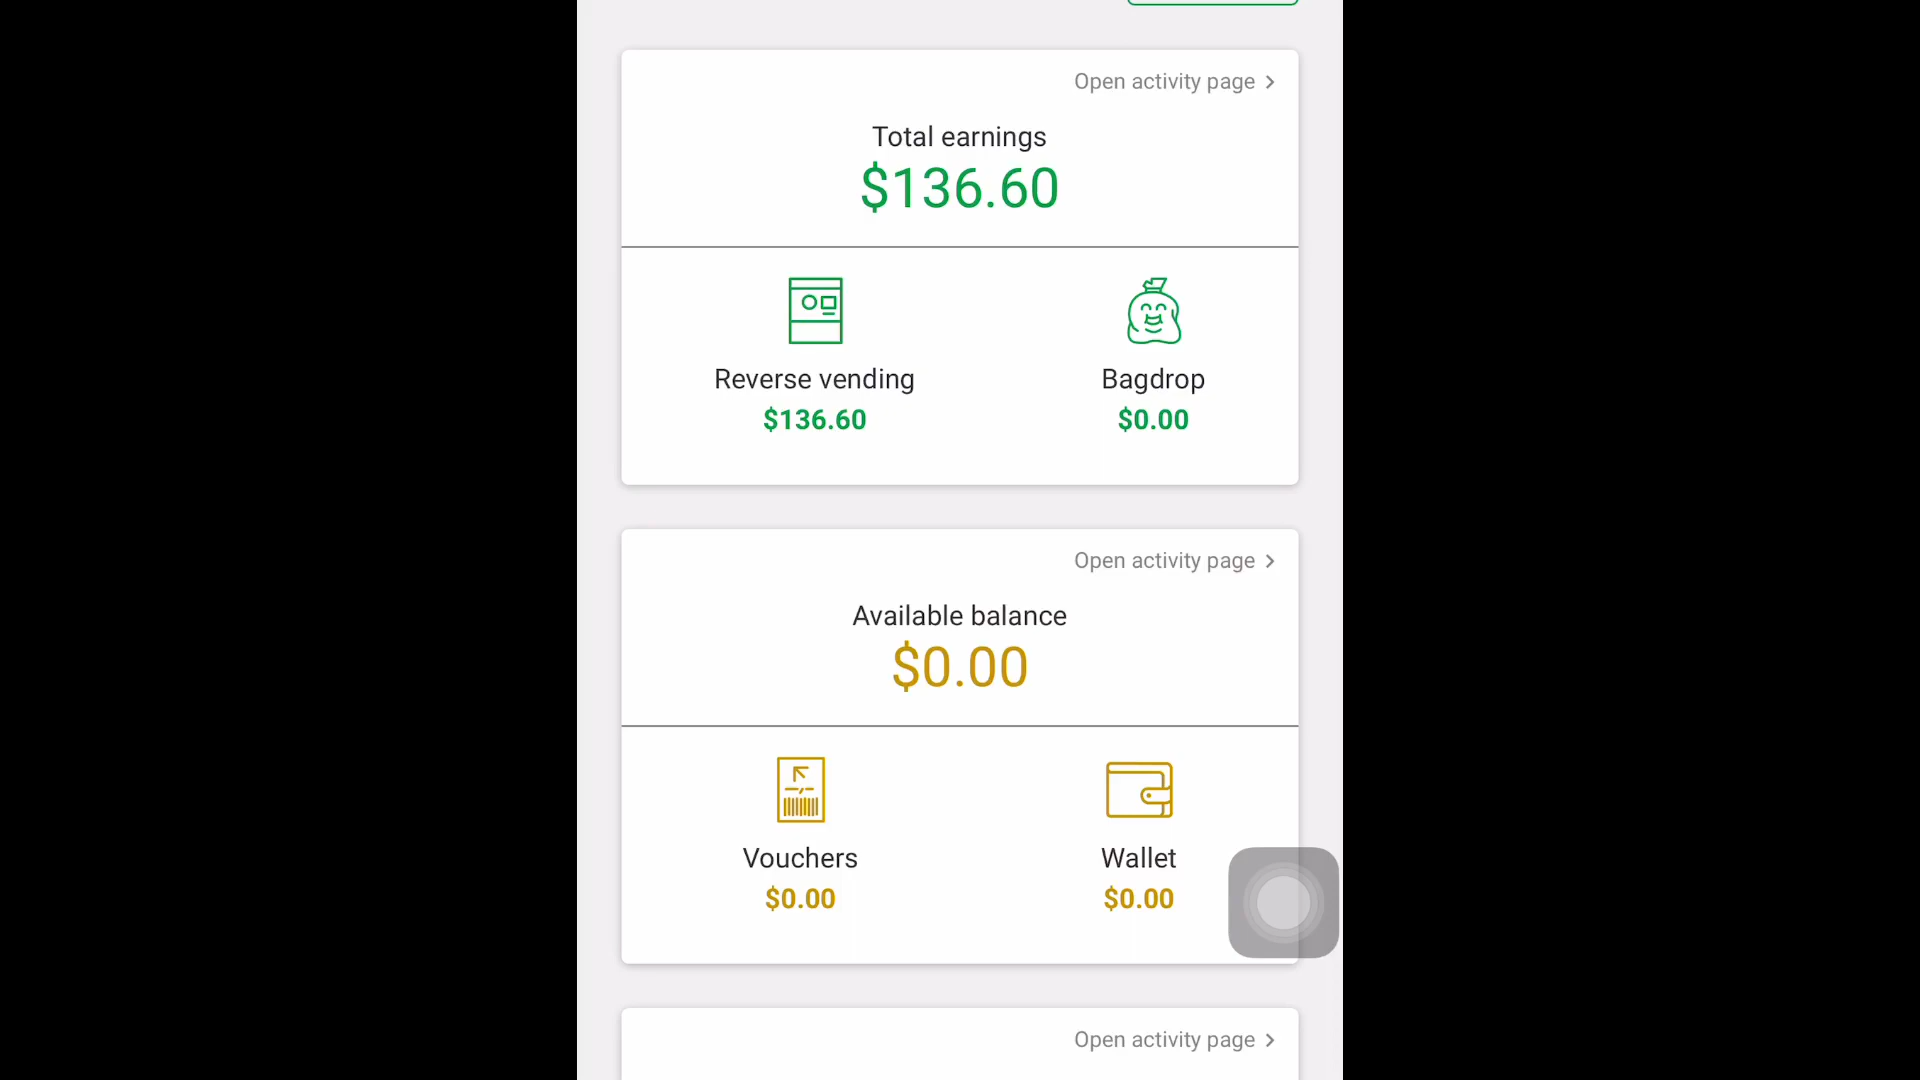 Open activity page
Total earnings
$136.60
Reverse vending
Bagdrop
$136.60
$0.00
Open activity page
Available balance
$0.00
Vouchers
Wallet
$0.00
$0.00
Open activity page